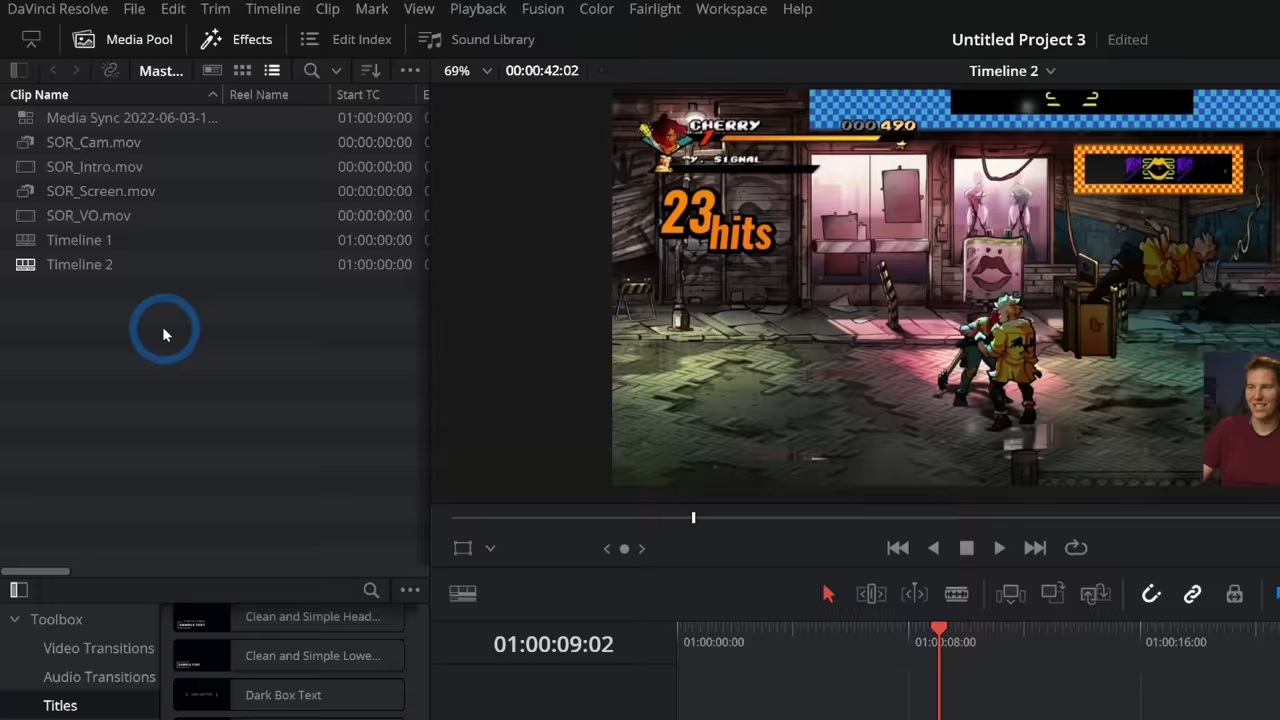 DaVinci Resolve File Edit Trim Timeline Clip Mark View Playback Fusion Color Fairlight Workspace Help
Media Pool Effects Edit Index Sound Library Untitled Project 3 Edited
Mast... 69% 00:00:42:02 Timeline 2
Clip Name Reel Name Start TC E
Media Sync 2022-06-03-1... 01:00:00:00
SOR_Cam.mov 00:00:00:00
SOR_Intro.mov 00:00:00:00
SOR_Screen.mov 00:00:00:00
SOR_VO.mov 00:00:00:00
Timeline 1 01:00:00:00
Timeline 2 01:00:00:00
CHERRY 000490
Y. SIGNAL
23hits
Toolbox
Video Transitions
Audio Transitions
Titles
Clean and Simple Head...
Clean and Simple Lowe...
Dark Box Text
01:00:09:02
01:00:00:00 01:00:08:00 01:00:16:00